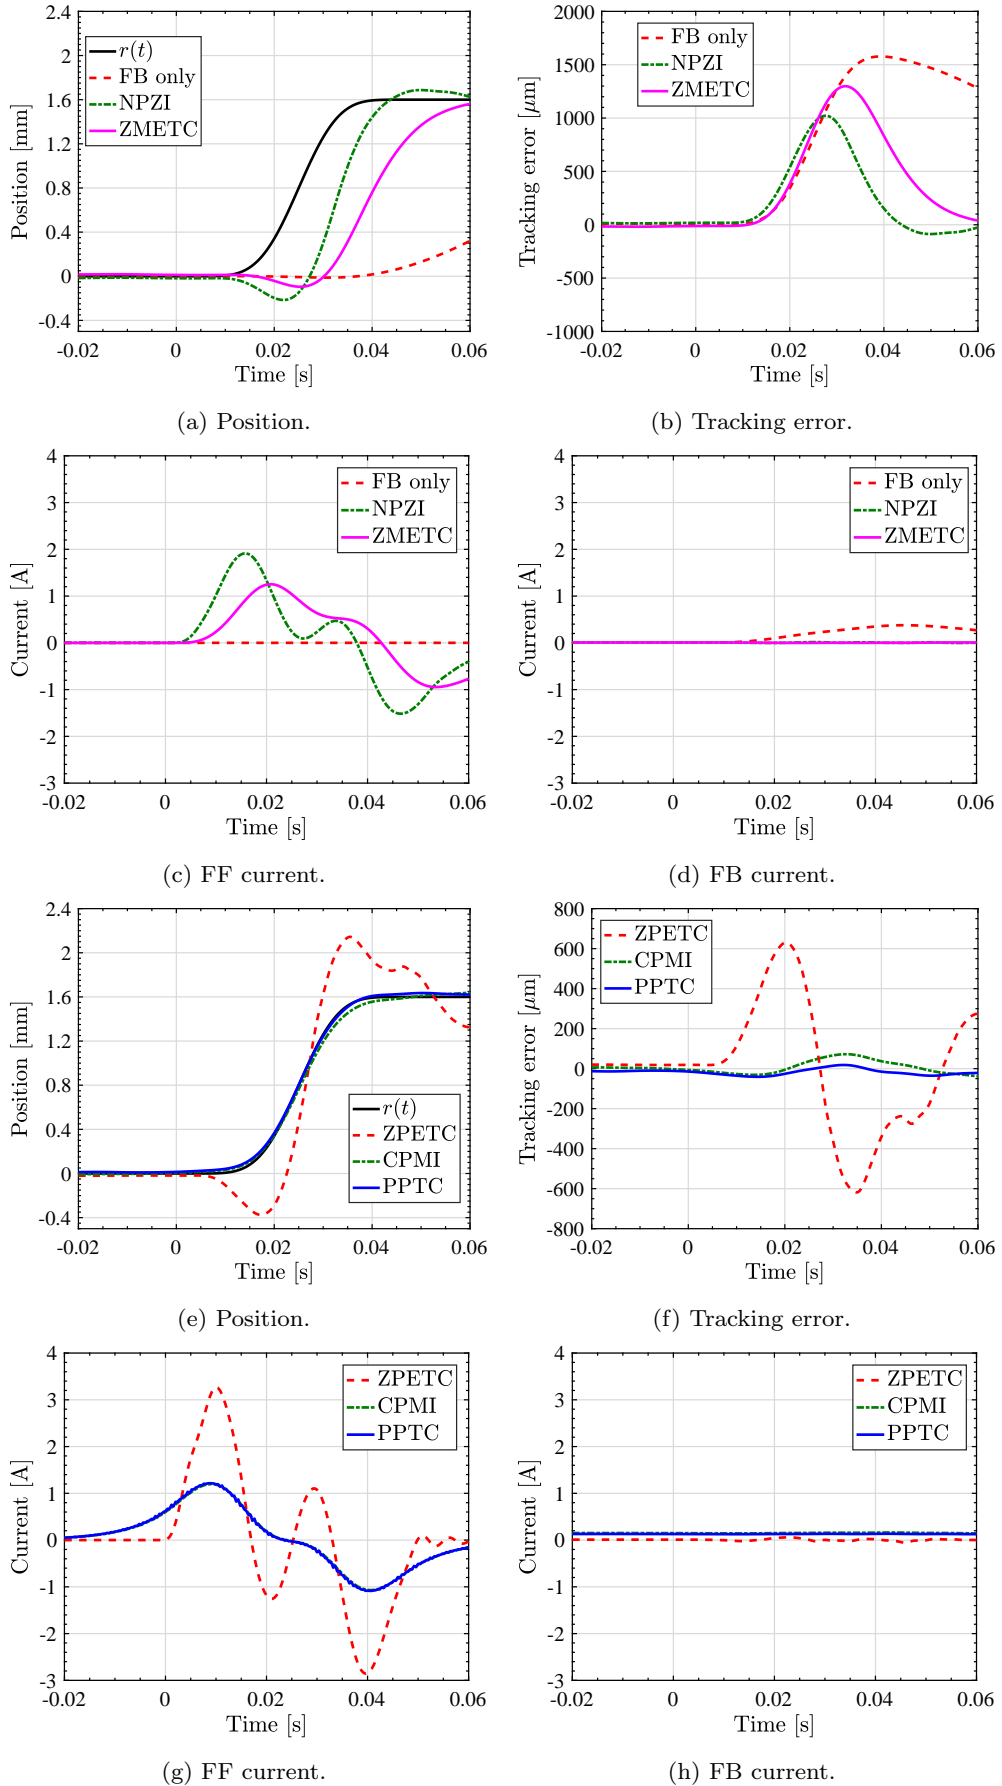 2.4
2
1.6
1.2
0.8
0.4
0
-0.4
Position [mm]
r(t)
FB only
NPZI
ZMETC
-0.02 0 0.02 0.04 0.06
Time [s]
(a) Position.
2000
1500
1000
500
0
-500
-1000
Tracking error [μm]
FB only
NPZI
ZMETC
-0.02 0 0.02 0.04 0.06
Time [s]
(b) Tracking error.
4
3
2
1
0
-1
-2
-3
Current [A]
FB only
NPZI
ZMETC
-0.02 0 0.02 0.04 0.06
Time [s]
(c) FF current.
4
3
2
1
0
-1
-2
-3
Current [A]
FB only
NPZI
ZMETC
-0.02 0 0.02 0.04 0.06
Time [s]
(d) FB current.
2.4
2
1.6
1.2
0.8
0.4
0
-0.4
Position [mm]
r(t)
ZPETC
CPMI
PPTC
-0.02 0 0.02 0.04 0.06
Time [s]
(e) Position.
800
600
400
200
0
-200
-400
-600
-800
Tracking error [μm]
ZPETC
CPMI
PPTC
-0.02 0 0.02 0.04 0.06
Time [s]
(f) Tracking error.
4
3
2
1
0
-1
-2
-3
Current [A]
ZPETC
CPMI
PPTC
-0.02 0 0.02 0.04 0.06
Time [s]
(g) FF current.
4
3
2
1
0
-1
-2
-3
Current [A]
ZPETC
CPMI
PPTC
-0.02 0 0.02 0.04 0.06
Time [s]
(h) FB current.